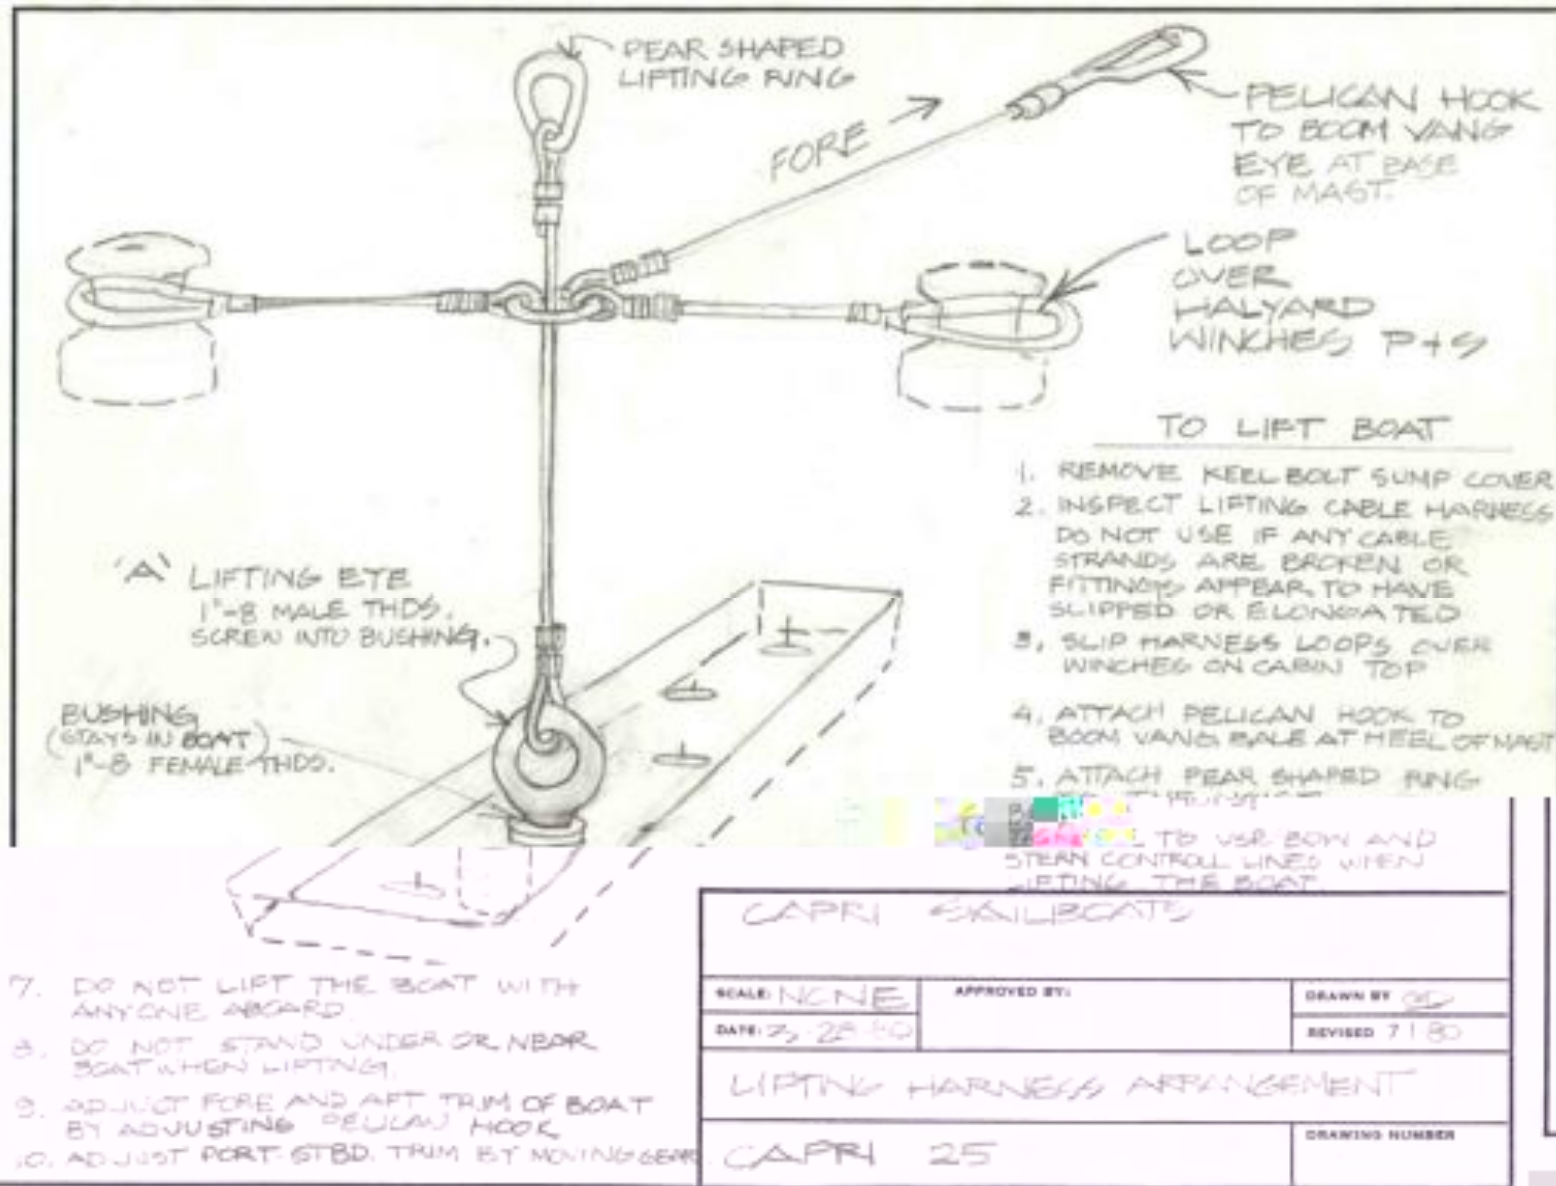 PEAR SHAPED
LIFTING RING
FORE
PELICAN HOOK
TO BOOM VANG
EYE AT BASE
OF MAST.
LOOP
OVER
HALYARD
WINCHES P+S
'A' LIFTING EYE
1"-8 MALE THDS.
SCREW INTO BUSHING.
BUSHING
(STAYS IN BOAT)
1"-8 FEMALE THDS.
TO LIFT BOAT
1. REMOVE KEEL BOLT SUMP COVER
2. INSPECT LIFTING CABLE HARNESS
DO NOT USE IF ANY CABLE
STRANDS ARE BROKEN OR
FITTINGS APPEAR TO HAVE
SLIPPED OR ELONGATED
3. SLIP HARNESS LOOPS OVER
WINCHES ON CABIN TOP
4. ATTACH PELICAN HOOK TO
BOOM VANG BALE AT HEEL OF MAST
5. ATTACH PEAR SHAPED RING
TO USE BOW AND
STERN CONTROLL LINES WHEN
LIFTING THE BOAT.
7. DO NOT LIFT THE BOAT WITH
ANYONE ABOARD.
8. DO NOT STAND UNDER OR NEAR
BOAT WHEN LIFTING.
9. ADJUST FORE AND AFT TRIM OF BOAT
BY ADJUSTING PELICAN HOOK
10. ADJUST PORT STBD. TRIM BY MOVING GEAR
CAPRI SAILBOATS
SCALE: NONE
APPROVED BY:
DRAWN BY
DATE:
REVISED 7 1 80
LIFTING HARNESS ARRANGEMENT
CAPRI 25
DRAWING NUMBER